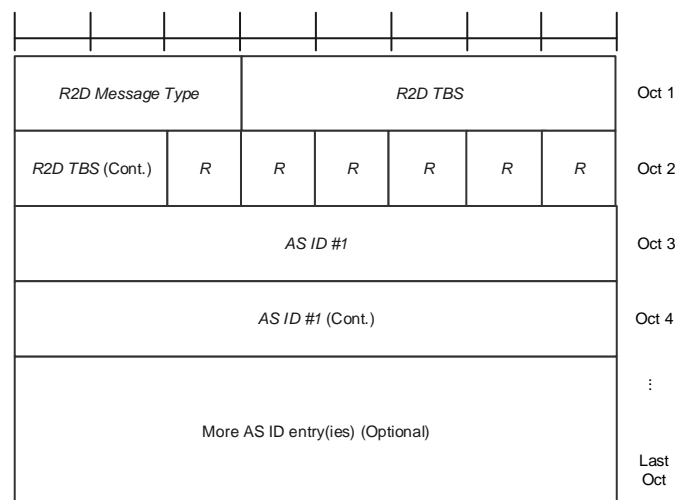 R2D Message Type R2D TBS Oct 1
R2D TBS (Cont.) R R R R R R Oct 2
AS ID #1 Oct 3
AS ID #1 (Cont.) Oct 4
⋮
More AS ID entry(ies) (Optional)
Last
Oct